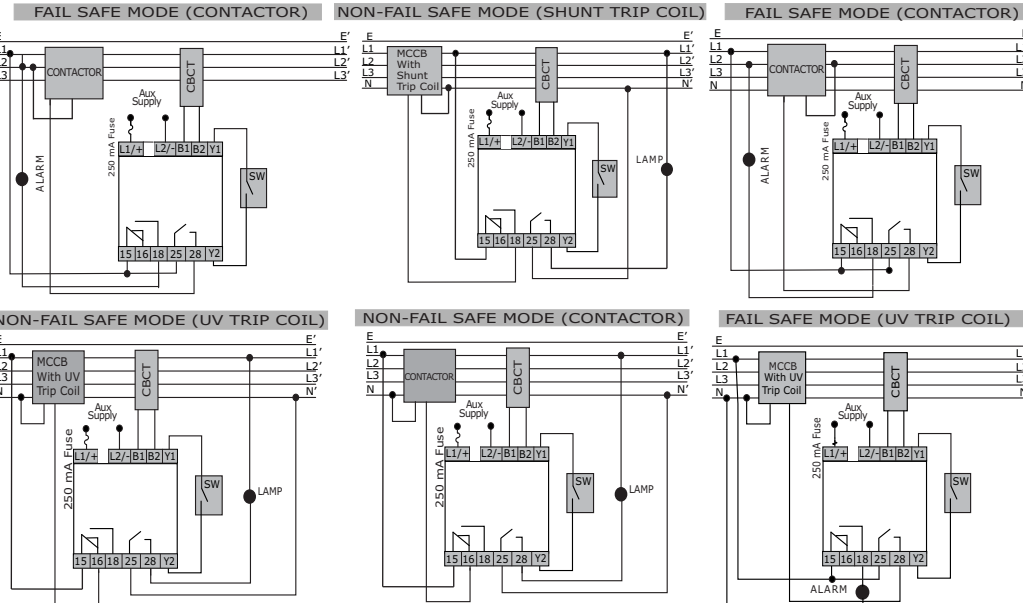 FAIL SAFE MODE (CONTACTOR)
E E'
L1 L1'
L2 L2'
L3 L3'
CONTACTOR
CBCT
Aux
Supply
250 mA Fuse
L1/+ L2/- B1 B2 Y1
ALARM
SW
15 16 18 25 28 Y2
NON-FAIL SAFE MODE (SHUNT TRIP COIL)
E E'
L1 L1'
L2 L2'
L3 L3'
N N'
MCCB
With
Shunt
Trip Coil
CBCT
Aux
Supply
250 mA Fuse
L1/+ L2/- B1 B2 Y1
LAMP
SW
15 16 18 25 28 Y2
FAIL SAFE MODE (CONTACTOR)
E
L1
L2
L3
N
CONTACTOR
CBCT
Aux
Supply
250 mA Fuse
L1/+ L2/- B1 B2 Y1
ALARM
SW
15 16 18 25 28 Y2
NON-FAIL SAFE MODE (UV TRIP COIL)
E E'
L1 L1'
L2 L2'
L3 L3'
N N'
MCCB
With UV
Trip Coil
CBCT
Aux
Supply
250 mA Fuse
L1/+ L2/- B1 B2 Y1
SW
LAMP
15 16 18 25 28 Y2
NON-FAIL SAFE MODE (CONTACTOR)
E E'
L1 L1'
L2 L2'
L3 L3'
N N'
CONTACTOR
CBCT
Aux
Supply
250 mA Fuse
L1/+ L2/- B1 B2 Y1
SW
LAMP
15 16 18 25 28 Y2
FAIL SAFE MODE (UV TRIP COIL)
E
L1
L2
L3
N
MCCB
With UV
Trip Coil
CBCT
Aux
Supply
250 mA Fuse
L1/+ L2/- B1 B2 Y1
SW
15 16 18 25 28 Y2
ALARM